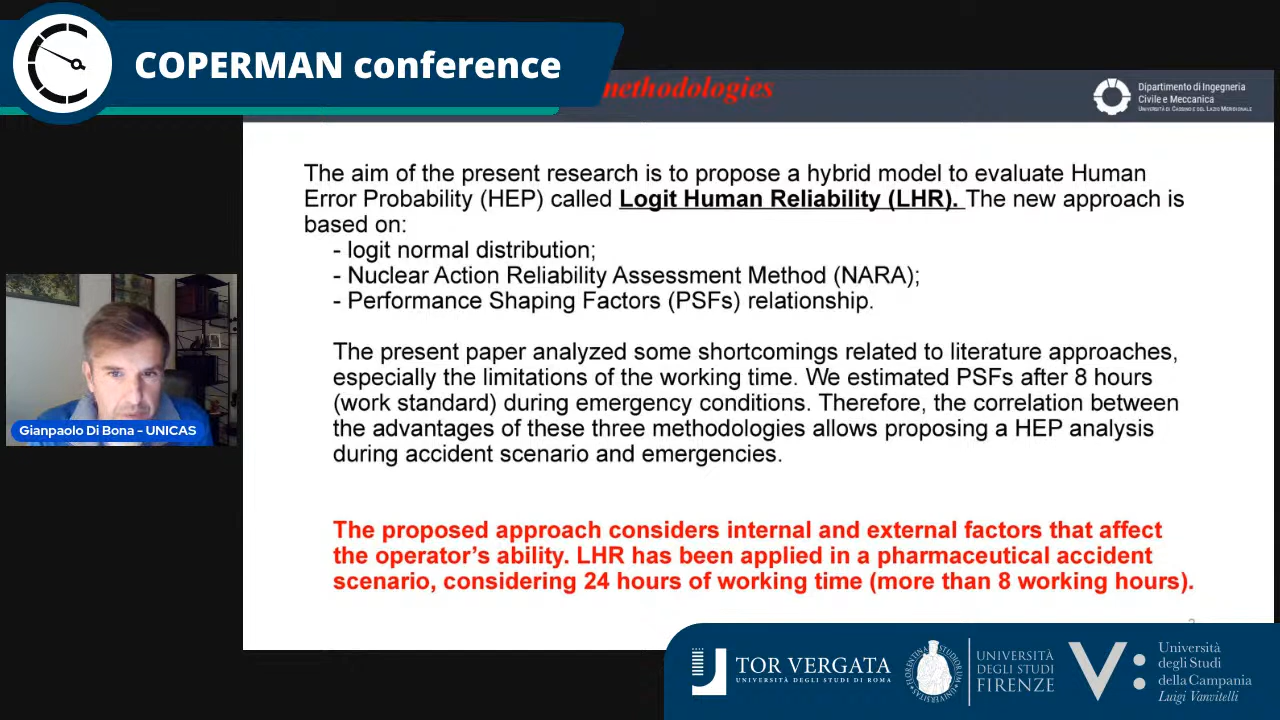 COPERMAN conference
methodologies
Dipartimento di Ingegneria
Civile e Meccanica
UNIVERSITÀ DI CASSINO E DEL LAZIO MERIDIONALE
The aim of the present research is to propose a hybrid model to evaluate Human
Error Probability (HEP) called Logit Human Reliability (LHR). The new approach is
based on:
- logit normal distribution;
- Nuclear Action Reliability Assessment Method (NARA);
- Performance Shaping Factors (PSFs) relationship.
The present paper analyzed some shortcomings related to literature approaches,
especially the limitations of the working time. We estimated PSFs after 8 hours
(work standard) during emergency conditions. Therefore, the correlation between
the advantages of these three methodologies allows proposing a HEP analysis
during accident scenario and emergencies.
The proposed approach considers internal and external factors that affect
the operator's ability. LHR has been applied in a pharmaceutical accident
scenario, considering 24 hours of working time (more than 8 working hours).
Gianpaolo Di Bona - UNICAS
TOR VERGATA
UNIVERSITÀ DEGLI STUDI DI ROMA
UNIVERSITÀ
DEGLI STUDI
FIRENZE
V:
Università
degli Studi
della Campania
Luigi Vanvitelli